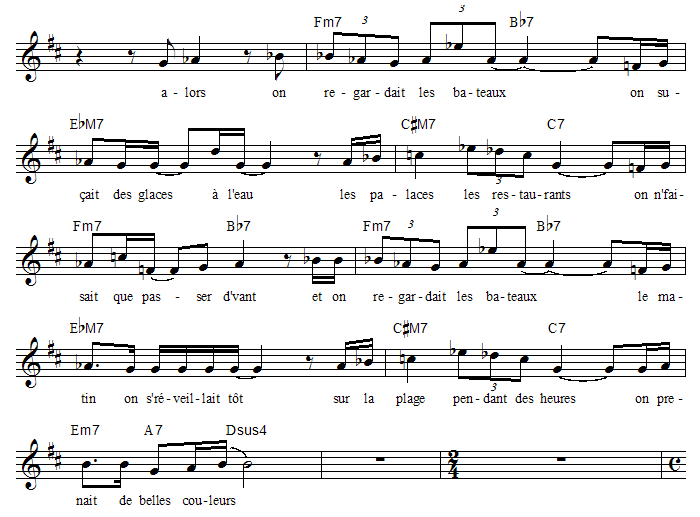 Fm7 B♭7
a - lors on re - gar - dait les ba - teaux on su -
E♭M7 C♯M7 C7
çait des glaces à l'eau les pa - laces les res - tau - rants on n'fai -
Fm7 B♭7 Fm7 B♭7
sait que pas - ser d'vant et on re - gar - dait les ba - teaux le ma -
E♭M7 C♯M7 C7
tin on s'ré - veil - lait tôt sur la plage pen - dant des heures on pre -
Em7 A7 Dsus4
nait de belles cou - leurs